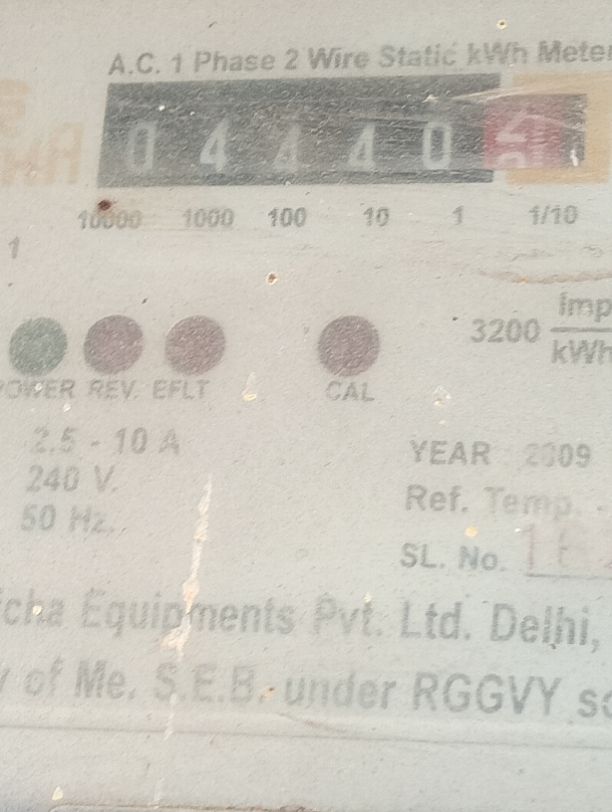 A.C. 1 Phase 2 Wire Static kWh Meter
0 4 4 4 0
10000 1000 100 10 1 1/10
1
3200 Imp/kWh
POWER REV. EFLT CAL
2.5 - 10 A
240 V.
50 Hz.
YEAR 2009
Ref. Temp.
SL. No.
Equipments Pvt. Ltd. Delhi,
of Me. S.E.B. under RGGVY